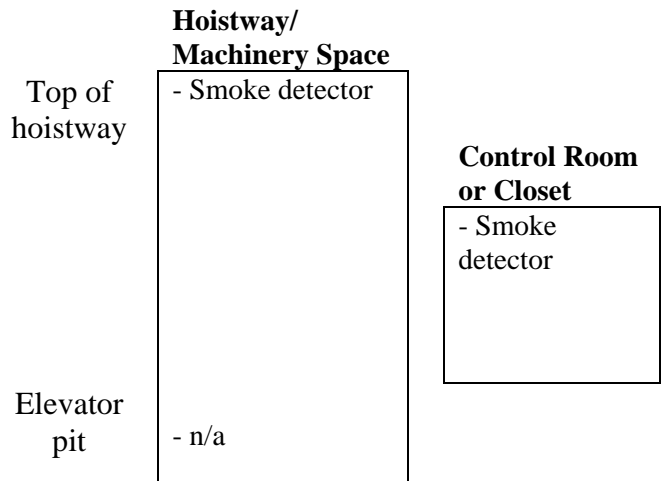 Hoistway/
Machinery Space
Top of
hoistway
- Smoke detector
Control Room
or Closet
- Smoke
detector
Elevator
pit
- n/a